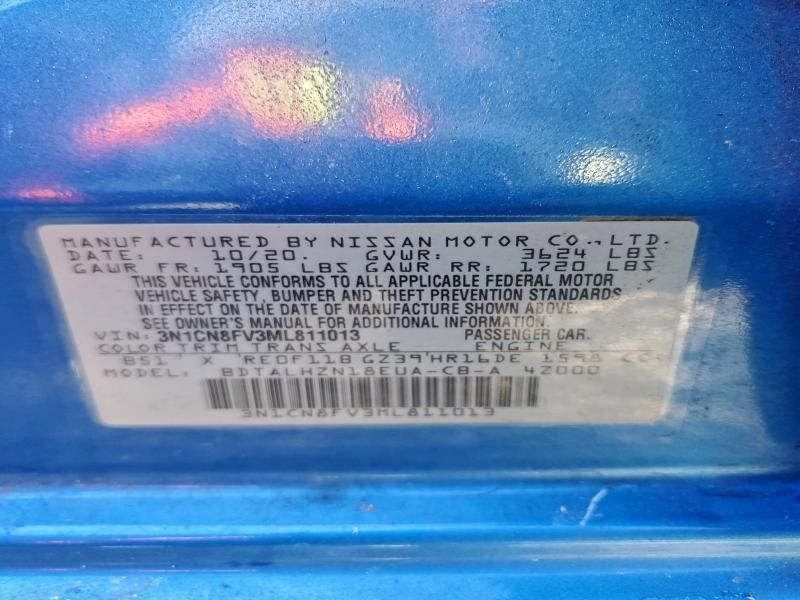 MANUFACTURED BY NISSAN MOTOR CO., LTD.
DATE: 10/20. GVWR: 3624 LBS
GAWR FR: 1905 LBS GAWR RR: 1720 LBS
THIS VEHICLE CONFORMS TO ALL APPLICABLE FEDERAL MOTOR
VEHICLE SAFETY, BUMPER AND THEFT PREVENTION STANDARDS
IN EFFECT ON THE DATE OF MANUFACTURE SHOWN ABOVE.
SEE OWNER'S MANUAL FOR ADDITIONAL INFORMATION
VIN: 3N1CN8FV3ML811013 PASSENGER CAR.
COLOR TRIM TRANS AXLE ENGINE
B51 X RE0F11B GZ39 HR16DE 1598 CC
MODEL: BDTALHZN18EUA-CB-A 4Z000
3N1CN8FV3ML811013